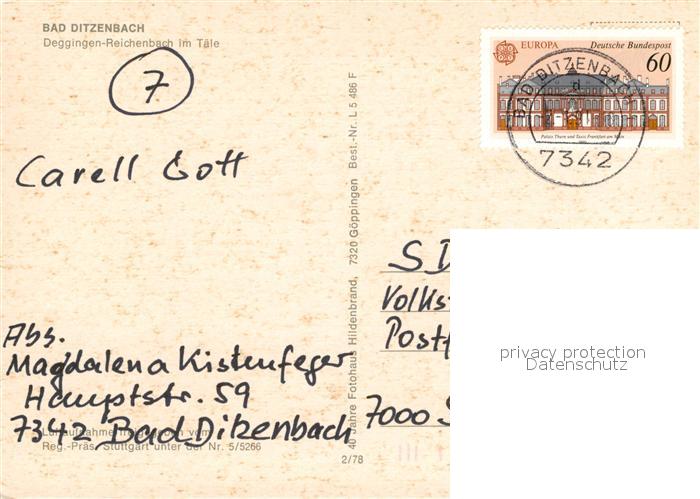 BAD DITZENBACH
Deggingen-Reichenbach im Täle
7
Carell Gott
Abs.
Magdalena Kistenfeger
Hauptstr. 59
7342 Bad Ditzenbach
Reg.-Präs. Stuttgart unter der Nr. 5/5266
2/78
40 Jahre Fotohaus Hildenbrand, 7320 Göppingen Best.-Nr. L 5 486 F
EUROPA Deutsche Bundespost
60
Palais Thurn und Taxis Frankfurt am Main
BAD DITZENBACH
d
7342
SD
Volks
Post
7000 S
privacy protection
Datenschutz